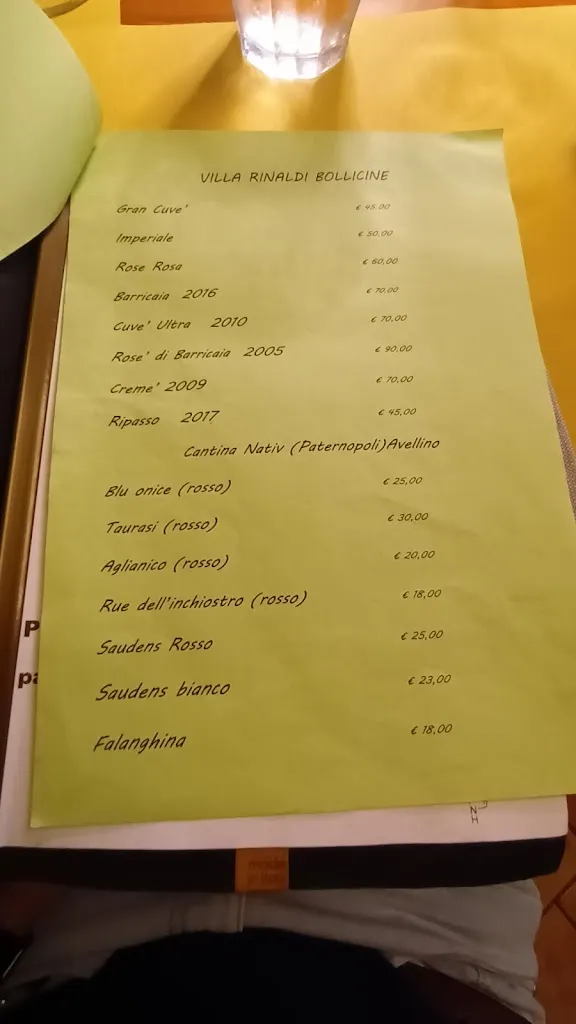 VILLA RINALDI BOLLICINE
Gran Cuve' € 45,00
Imperiale € 50,00
Rose Rosa € 60,00
Barricaia 2016 € 70,00
Cuve' Ultra 2010 € 70,00
Rose' di Barricaia 2005 € 90,00
Creme' 2009 € 70,00
Ripasso 2017 € 45,00
Cantina Nativ (Paternopoli)Avellino
Blu onice (rosso) € 25,00
Taurasi (rosso) € 30,00
Aglianico (rosso) € 20,00
Rue dell'inchiostro (rosso) € 18,00
Saudens Rosso € 25,00
Saudens bianco € 23,00
Falanghina € 18,00
P
pa